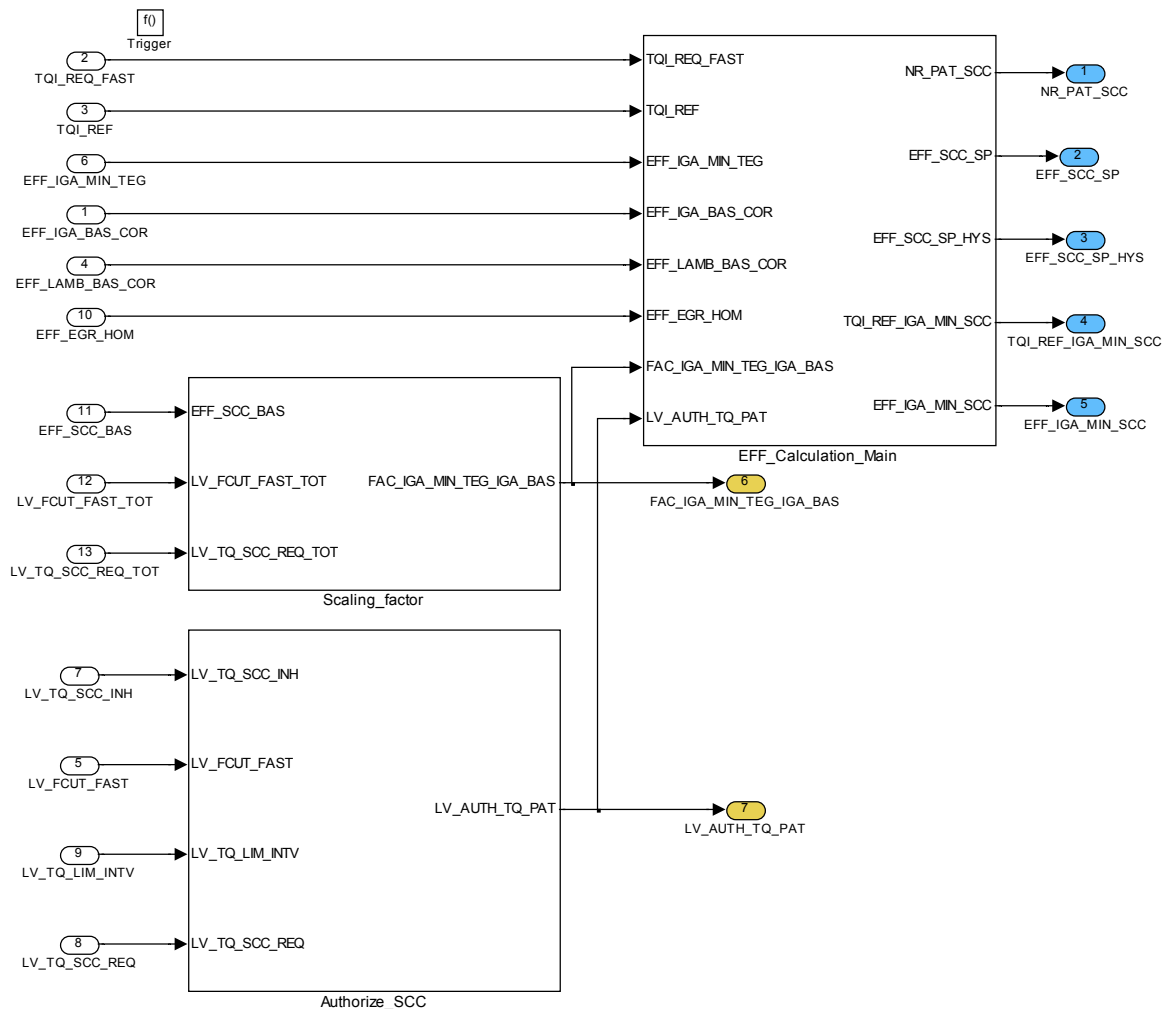 f()
Trigger
2
TQI_REQ_FAST
3
TQI_REF
6
EFF_IGA_MIN_TEG
1
EFF_IGA_BAS_COR
4
EFF_LAMB_BAS_COR
10
EFF_EGR_HOM
TQI_REQ_FAST
TQI_REF
EFF_IGA_MIN_TEG
EFF_IGA_BAS_COR
EFF_LAMB_BAS_COR
EFF_EGR_HOM
FAC_IGA_MIN_TEG_IGA_BAS
LV_AUTH_TQ_PAT
NR_PAT_SCC
EFF_SCC_SP
EFF_SCC_SP_HYS
TQI_REF_IGA_MIN_SCC
EFF_IGA_MIN_SCC
EFF_Calculation_Main
1
NR_PAT_SCC
2
EFF_SCC_SP
3
EFF_SCC_SP_HYS
4
TQI_REF_IGA_MIN_SCC
5
EFF_IGA_MIN_SCC
11
EFF_SCC_BAS
12
LV_FCUT_FAST_TOT
13
LV_TQ_SCC_REQ_TOT
EFF_SCC_BAS
LV_FCUT_FAST_TOT
LV_TQ_SCC_REQ_TOT
FAC_IGA_MIN_TEG_IGA_BAS
Scaling_factor
6
FAC_IGA_MIN_TEG_IGA_BAS
7
LV_TQ_SCC_INH
5
LV_FCUT_FAST
9
LV_TQ_LIM_INTV
8
LV_TQ_SCC_REQ
LV_TQ_SCC_INH
LV_FCUT_FAST
LV_TQ_LIM_INTV
LV_TQ_SCC_REQ
LV_AUTH_TQ_PAT
Authorize_SCC
7
LV_AUTH_TQ_PAT